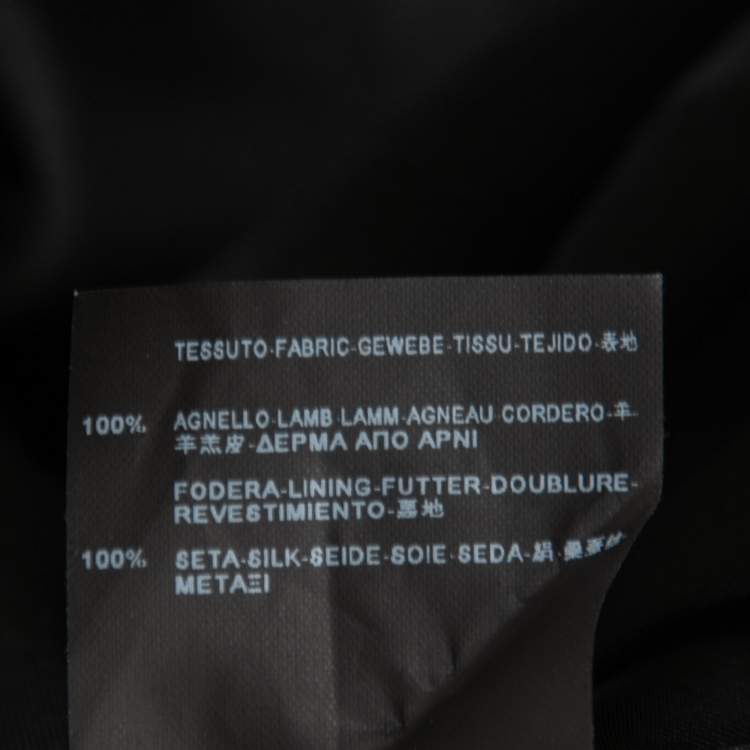 TESSUTO-FABRIC-GEWEBE-TISSU-TEJIDO-表地
100% AGNELLO-LAMB LAMM-AGNEAU CORDERO-羊
羊羔皮-ΔΕΡΜΑ ΑΠΟ ΑΡΝΙ
FODERA-LINING-FUTTER-DOUBLURE-
REVESTIMIENTO-裏地
100% SETA-SILK-SEIDE-SOIE-SEDA-絹
ΜΕΤΑΞΙ